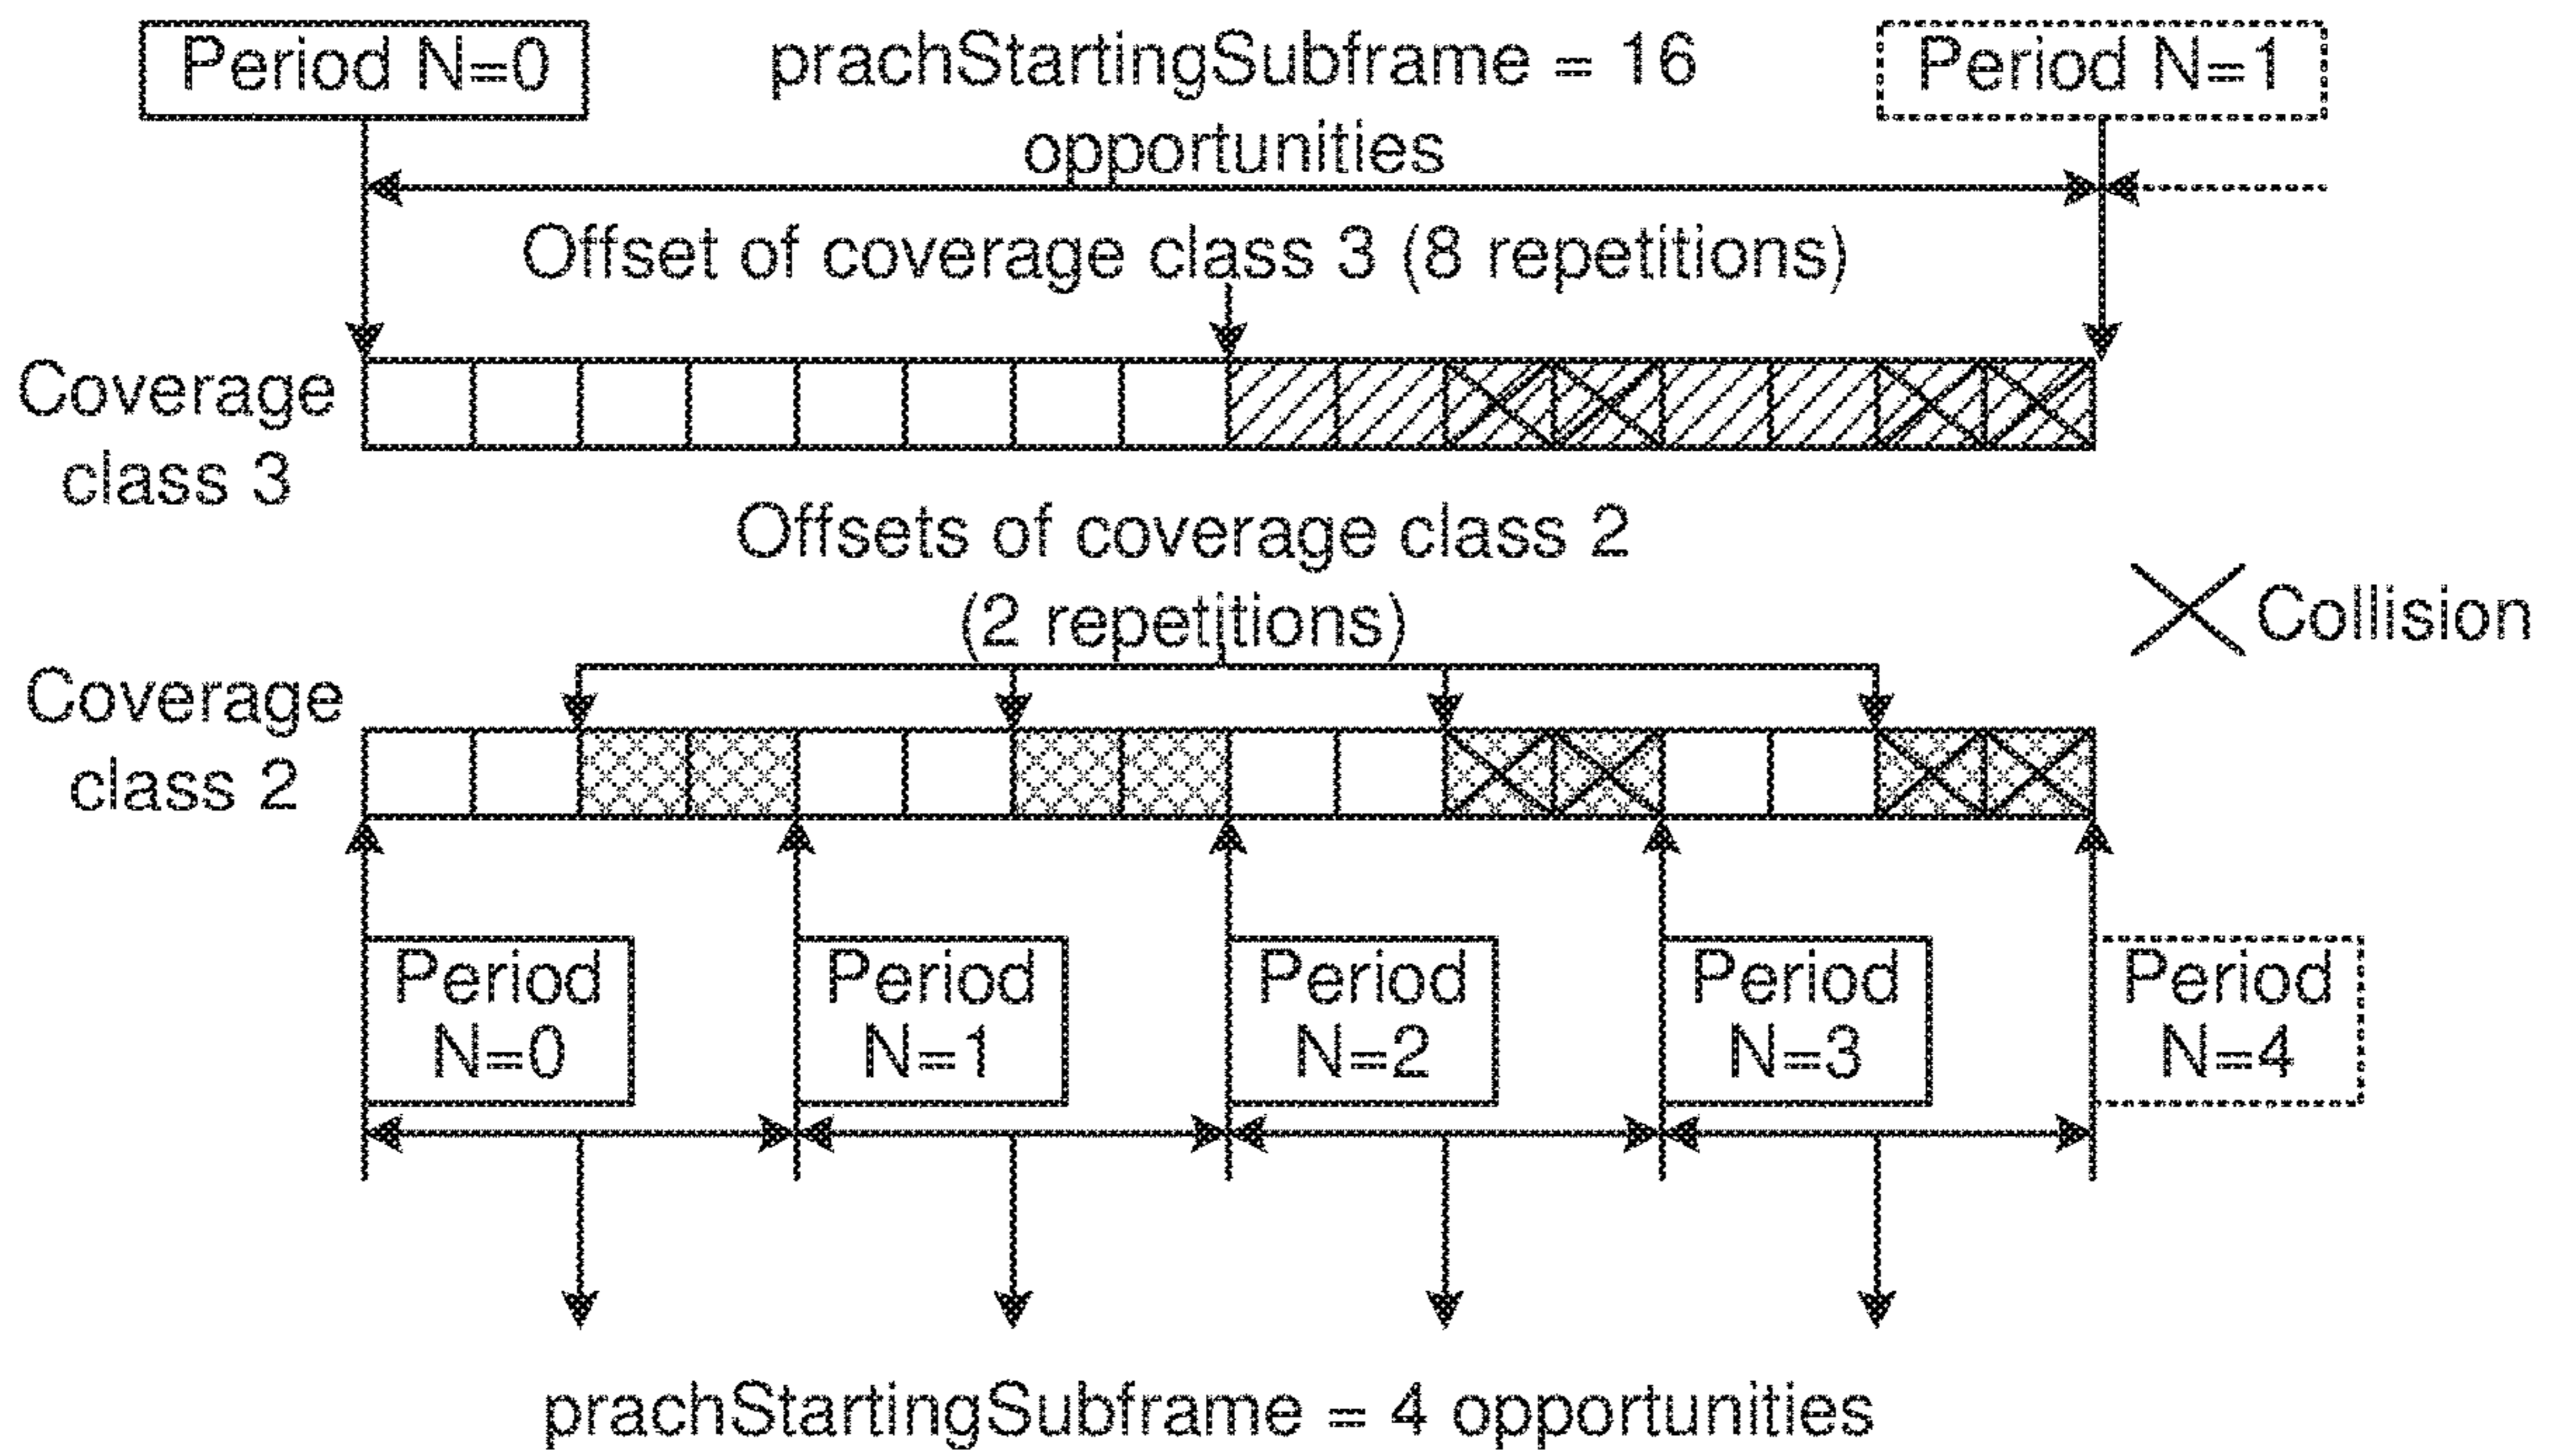 Period N=0
prachStartingSubframe = 16
opportunities
Period N=1
Offset of coverage class 3 (8 repetitions)
Coverage
class 3
Offsets of coverage class 2
(2 repetitions)
Collision
Coverage
class 2
Period
N=0
Period
N=1
Period
N=2
Period
N=3
Period
N=4
prachStartingSubframe = 4 opportunities